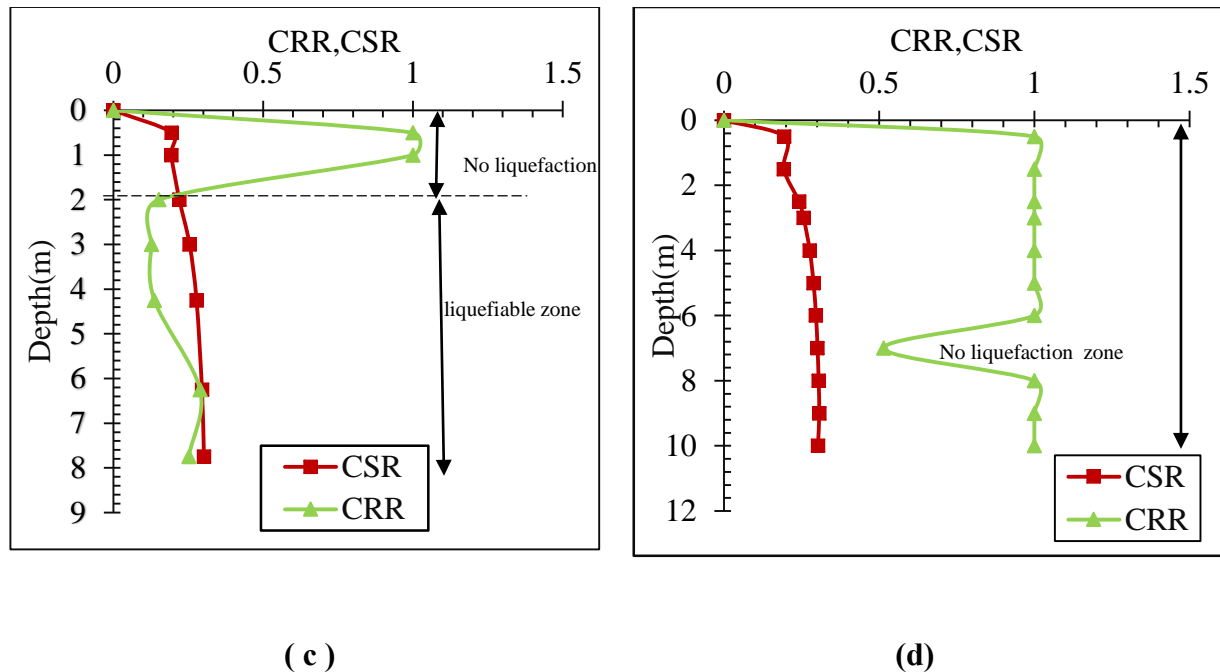 CRR,CSR
0 0.5 1 1.5
0
1
2
3
4
5
6
7
8
9
Depth(m)
No liquefaction
liquefiable zone
CSR
CRR
( c )
CRR,CSR
0 0.5 1 1.5
0
2
4
6
8
10
12
Depth(m)
No liquefaction zone
CSR
CRR
(d)